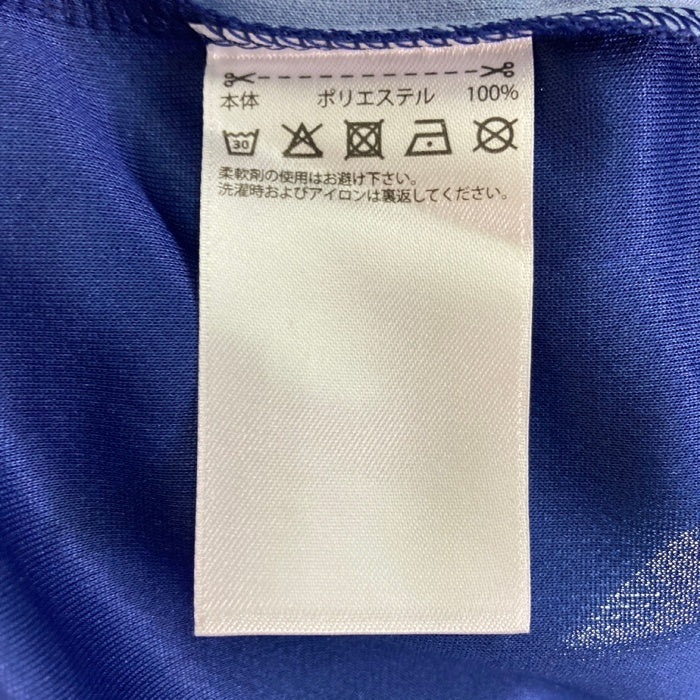 本体 ポリエステル 100%
30
柔軟剤の使用はお避け下さい。
洗濯時およびアイロンは裏返してください。